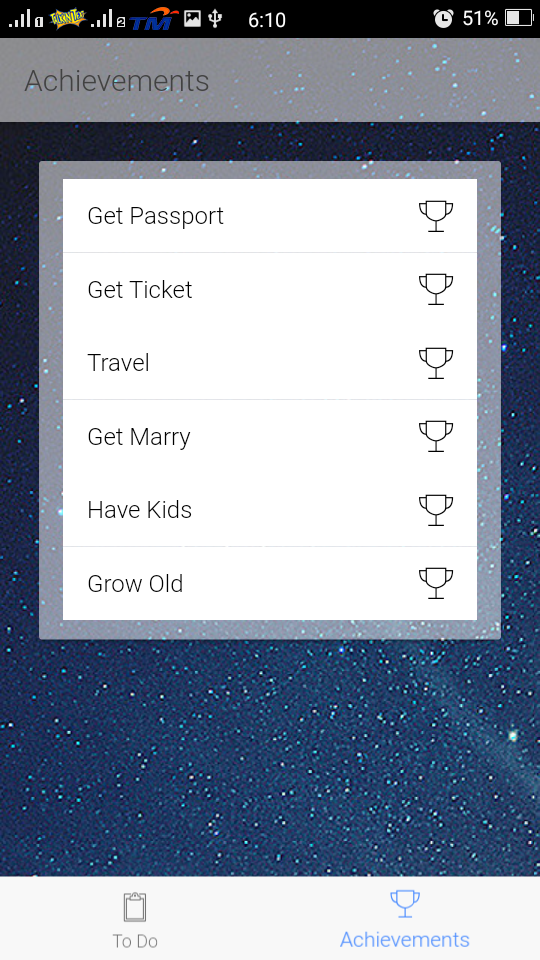 1
2
TM
6:10
51%
Achievements
Get Passport
Get Ticket
Travel
Get Marry
Have Kids
Grow Old
To Do
Achievements